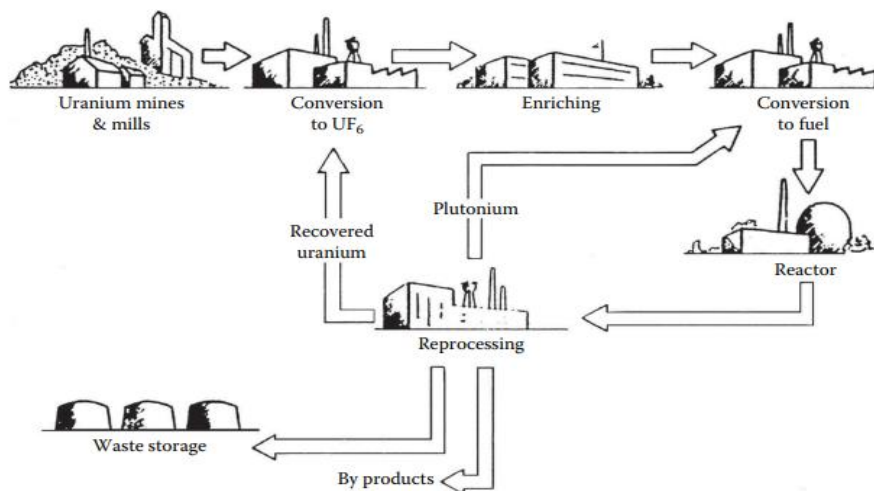 Uranium mines
& mills
Conversion
to UF₆
Enriching
Conversion
to fuel
Recovered
uranium
Plutonium
Reactor
Reprocessing
Waste storage
By products